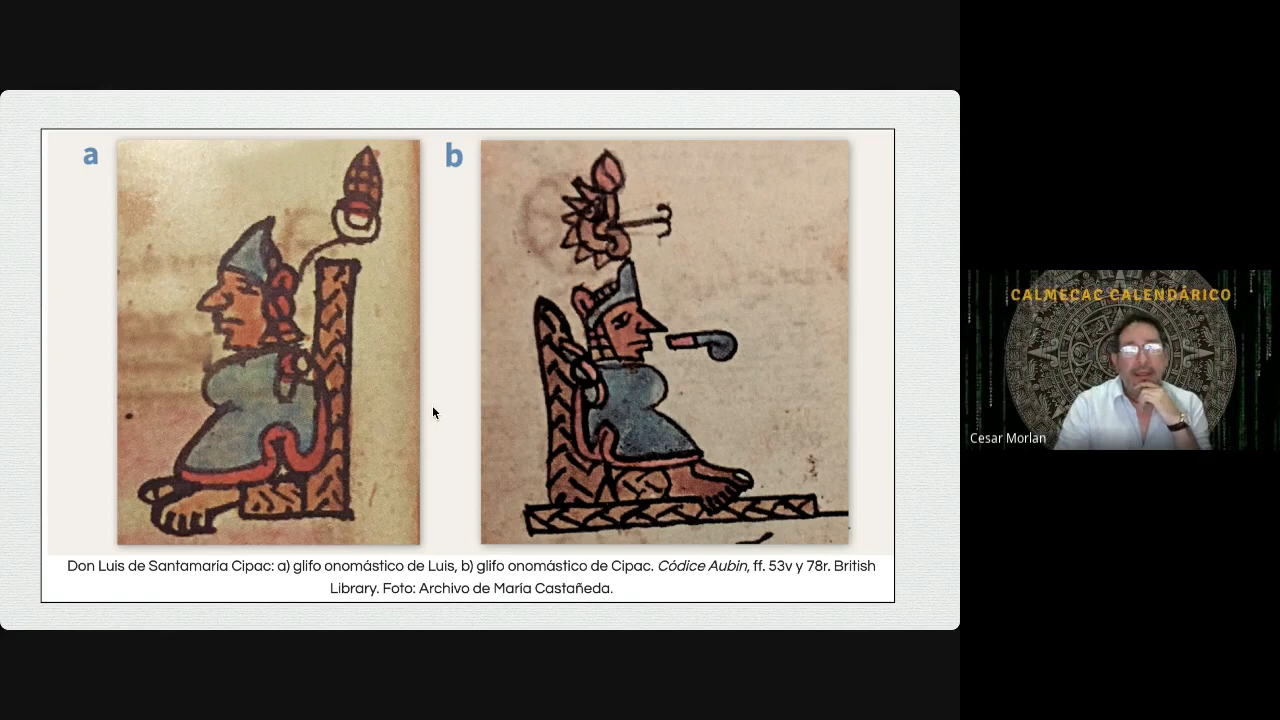 a
b
Don Luis de Santamaria Cipac: a) glifo onomástico de Luis, b) glifo onomástico de Cipac. Códice Aubin, ff. 53v y 78r. British
Library. Foto: Archivo de María Castañeda.
CALMECAC CALENDÁRICO
Cesar Morlan